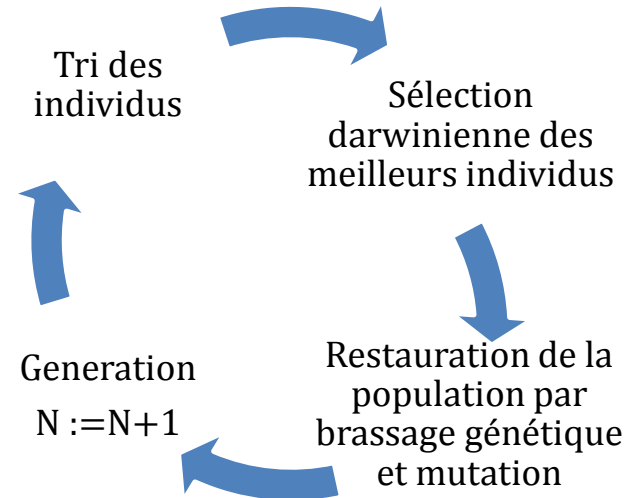 Tri des
individus
Sélection
darwinienne des
meilleurs individus
Restauration de la
population par
brassage génétique
et mutation
Generation
N :=N+1